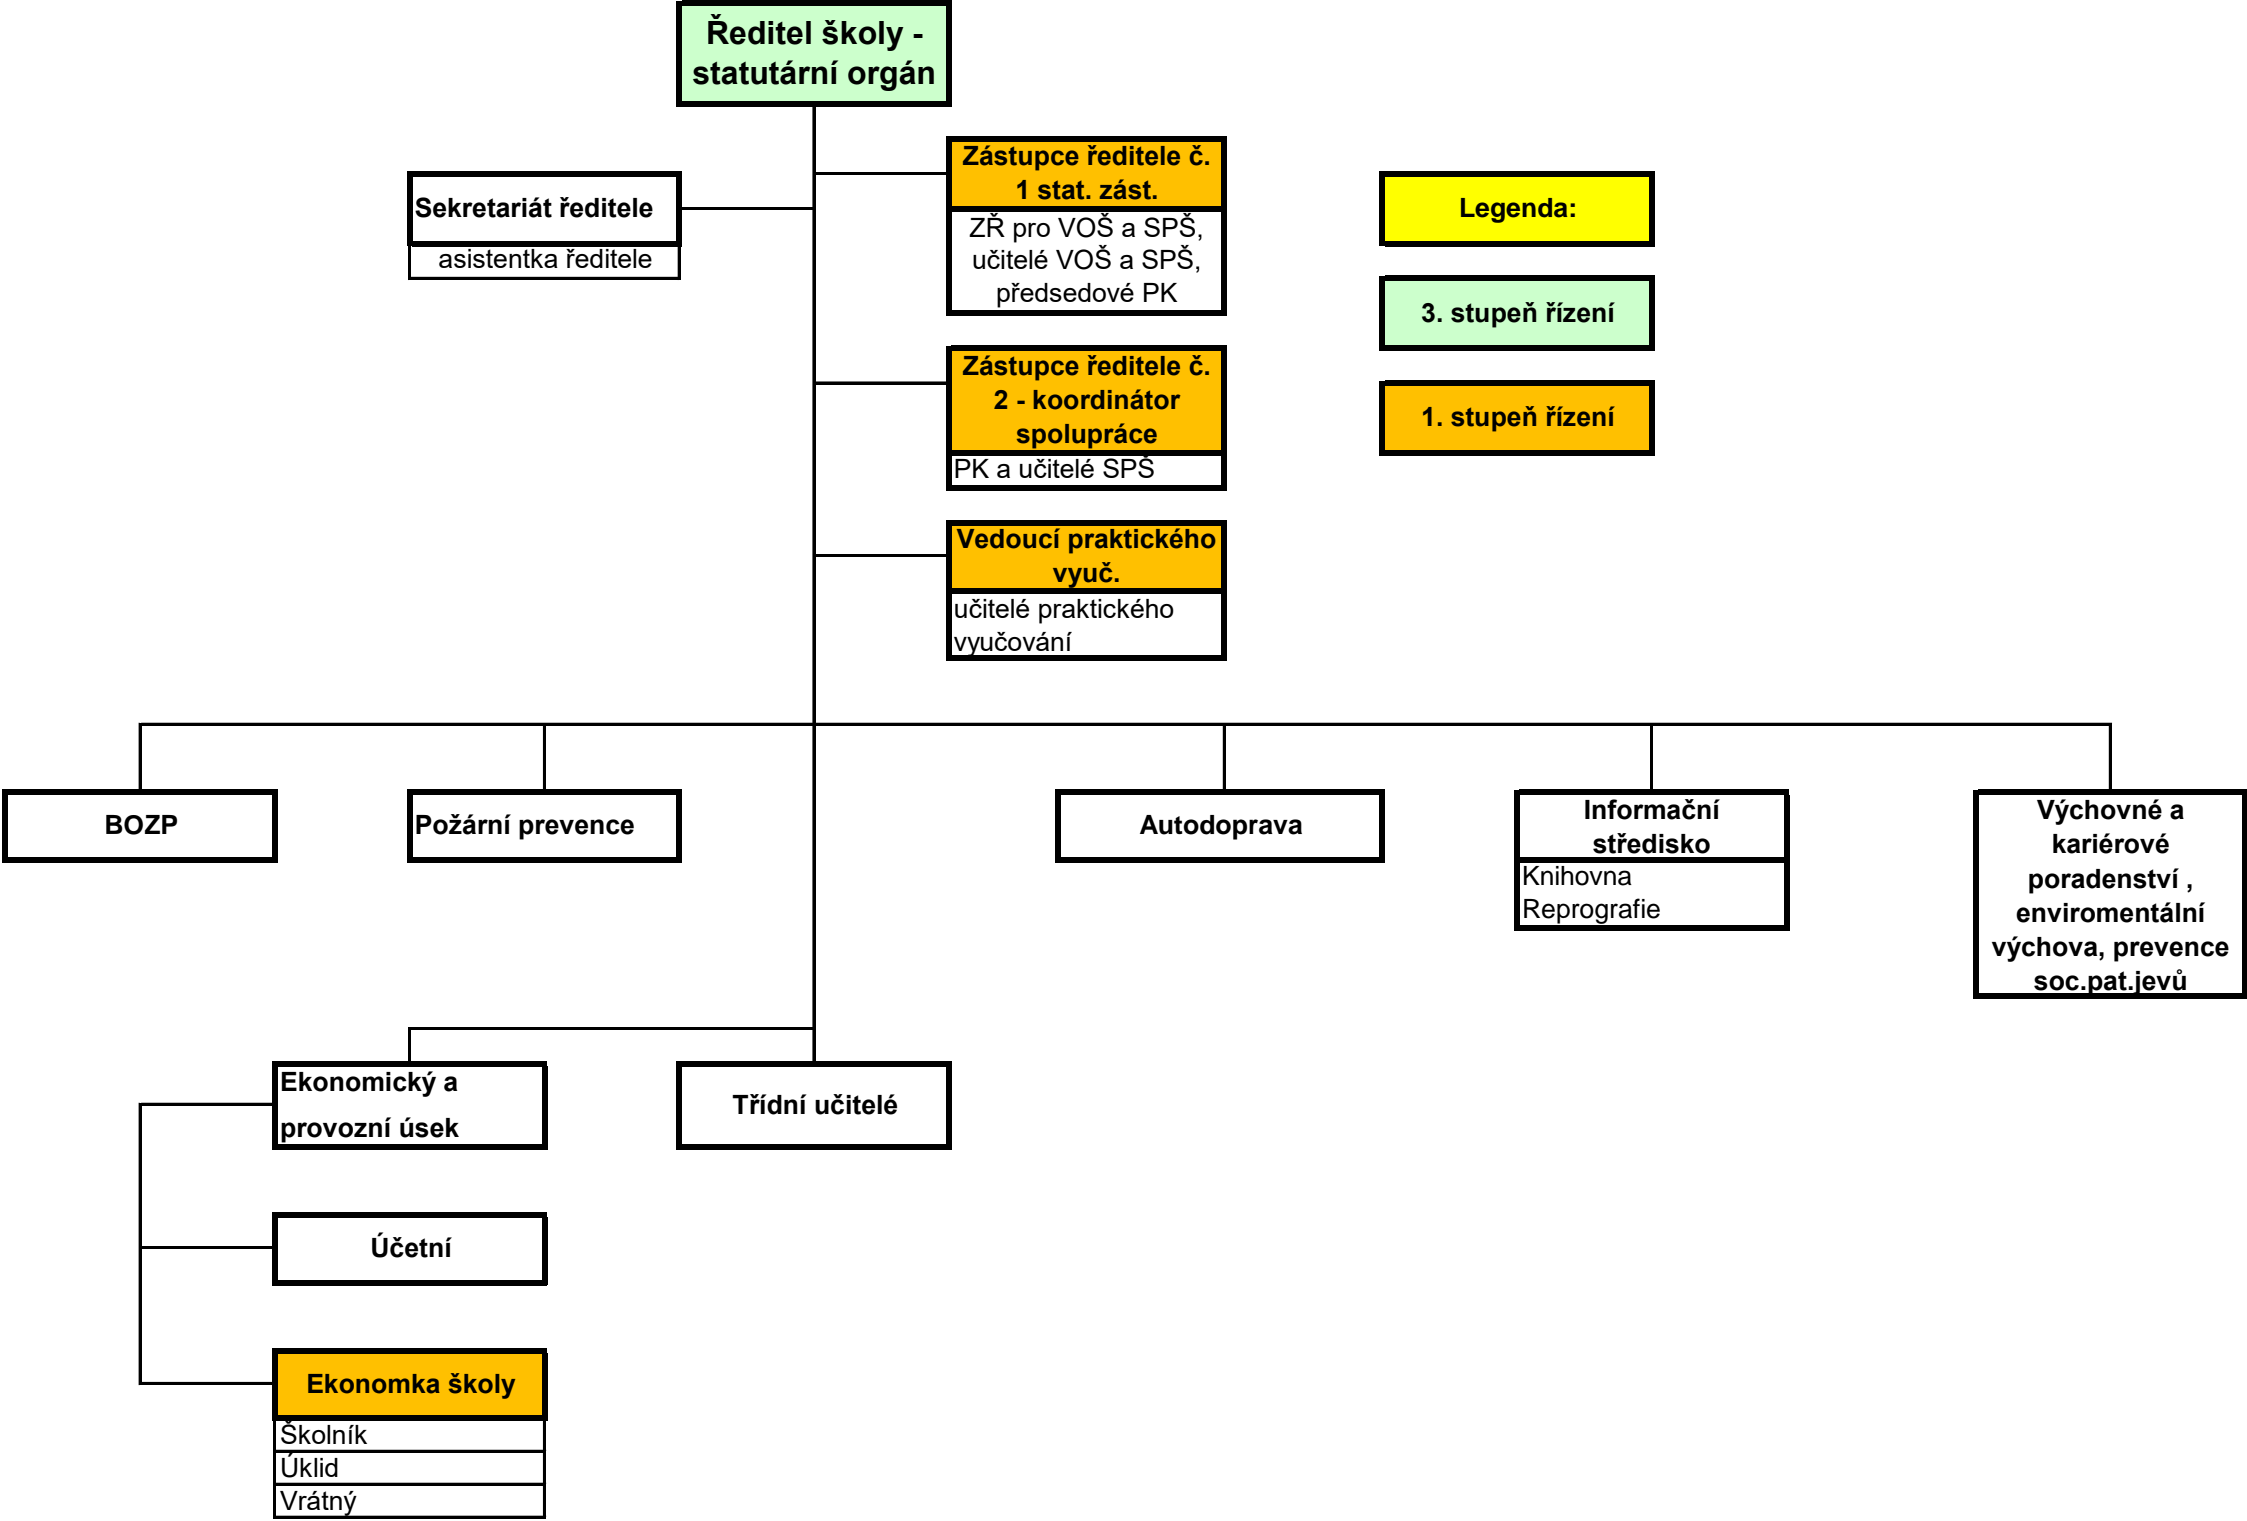 Ředitel školy -
statutární orgán
Zástupce ředitele č.
1 stat. zást.
ZŘ pro VOŠ a SPŠ,
učitelé VOŠ a SPŠ,
předsedové PK
Sekretariát ředitele
asistentka ředitele
Legenda:
3. stupeň řízení
1. stupeň řízení
Zástupce ředitele č.
2 - koordinátor
spolupráce
PK a učitelé SPŠ
Vedoucí praktického
vyuč.
učitelé praktického
vyučování
BOZP
Požární prevence
Autodoprava
Informační
středisko
Knihovna
Reprografie
Výchovné a
kariérové
poradenství ,
enviromentální
výchova, prevence
soc.pat.jevů
Ekonomický a
provozní úsek
Třídní učitelé
Účetní
Ekonomka školy
Školník
Úklid
Vrátný